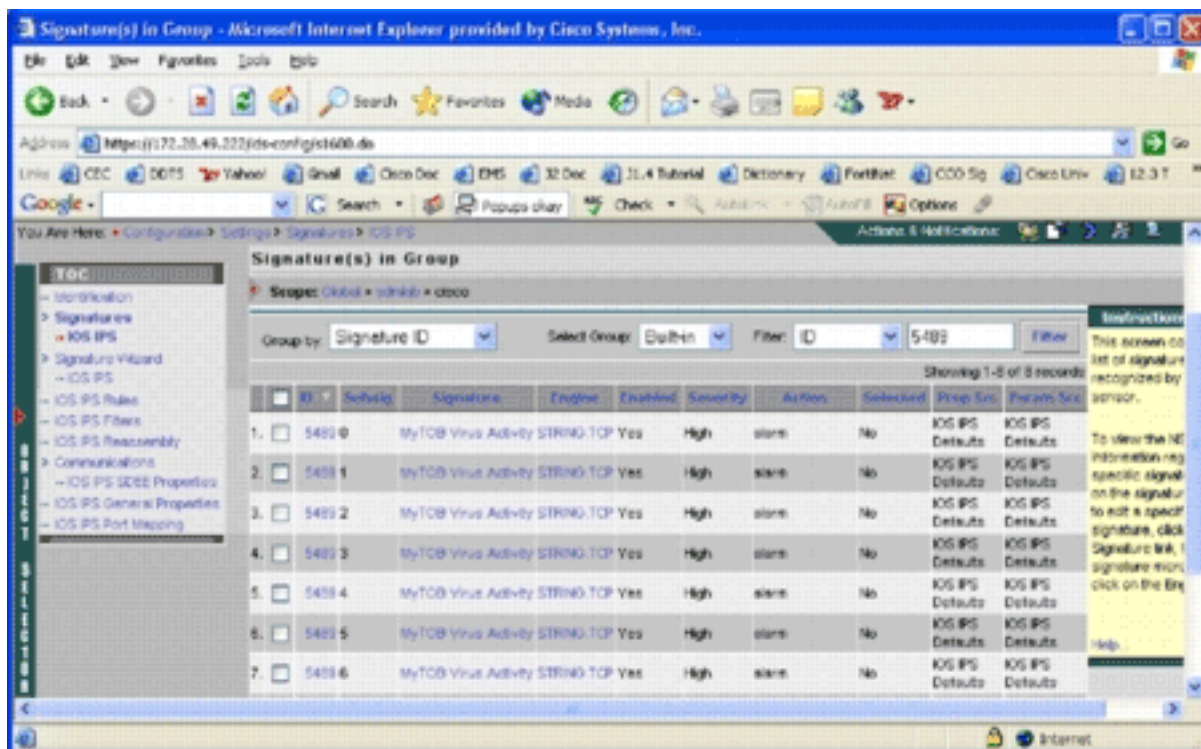 Signature(s) in Group - Microsoft Internet Explorer provided by Cisco Systems, Inc.
File Edit View Favorites Tools Help
Back Search Favorites Media
Address https://172.28.49.222/ids-config/s1600.do Go
Links CEC DDTS Yahoo! Gmail Cisco Doc EMS 32 Doc 31.4 Tutorial Dictionary CCO Sig Cisco Univ 12.3 T
Google Search Popups okay Check AutoLink AutoFill Options
You Are Here: Configuration > Settings > Signatures > IOS IPS Actions & Notifications:
Signature(s) in Group
TOC
Identification
Signatures
IOS IPS
Signature Wizard
IOS IPS
IOS IPS Rules
IOS IPS Filters
IOS IPS Reassembly
Communications
IOS IPS SDEE Properties
IOS IPS General Properties
IOS IPS Port Mapping
OBJECT SELECTOR
Scope: Global cisco
Group by: Signature ID Select Group: Built-in Filter: ID 5489 Filter
Showing 1-8 of 8 records
ID Subsig Signature Engine Enabled Severity Action Selected Prop Src Params Src
1. 5489 0 MyTOB Virus Activity STRING.TCP Yes High alarm No IOS IPS Defaults IOS IPS Defaults
2. 5489 1 MyTOB Virus Activity STRING.TCP Yes High alarm No IOS IPS Defaults IOS IPS Defaults
3. 5489 2 MyTOB Virus Activity STRING.TCP Yes High alarm No IOS IPS Defaults IOS IPS Defaults
4. 5489 3 MyTOB Virus Activity STRING.TCP Yes High alarm No IOS IPS Defaults IOS IPS Defaults
5. 5489 4 MyTOB Virus Activity STRING.TCP Yes High alarm No IOS IPS Defaults IOS IPS Defaults
6. 5489 5 MyTOB Virus Activity STRING.TCP Yes High alarm No IOS IPS Defaults IOS IPS Defaults
7. 5489 6 MyTOB Virus Activity STRING.TCP Yes High alarm No IOS IPS Defaults IOS IPS Defaults
Instructions
This screen co
list of signature
recognized by
sensor.
To view the NS
information reg
specific signat
on the signatur
to edit a specif
signature, click
Signature link, t
signature micro
click on the Eng
Help..
Internet